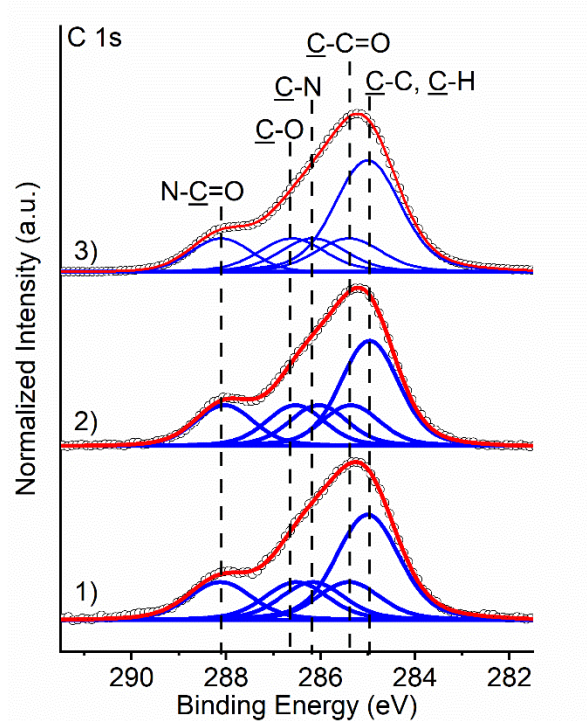 C 1s
C-C=O
C-N
C-C, C-H
C-O
N-C=O
3)
2)
1)
Normalized Intensity (a.u.)
290 288 286 284 282
Binding Energy (eV)